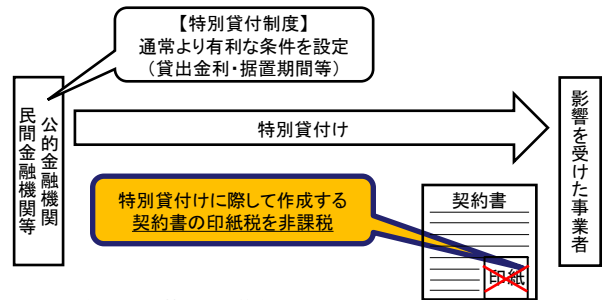 【特別貸付制度】
通常より有利な条件を設定
（貸出金利・据置期間等）
公的金融機関
民間金融機関等
特別貸付け
影響を受けた事業者
特別貸付けに際して作成する
契約書の印紙税を非課税
契約書
印紙